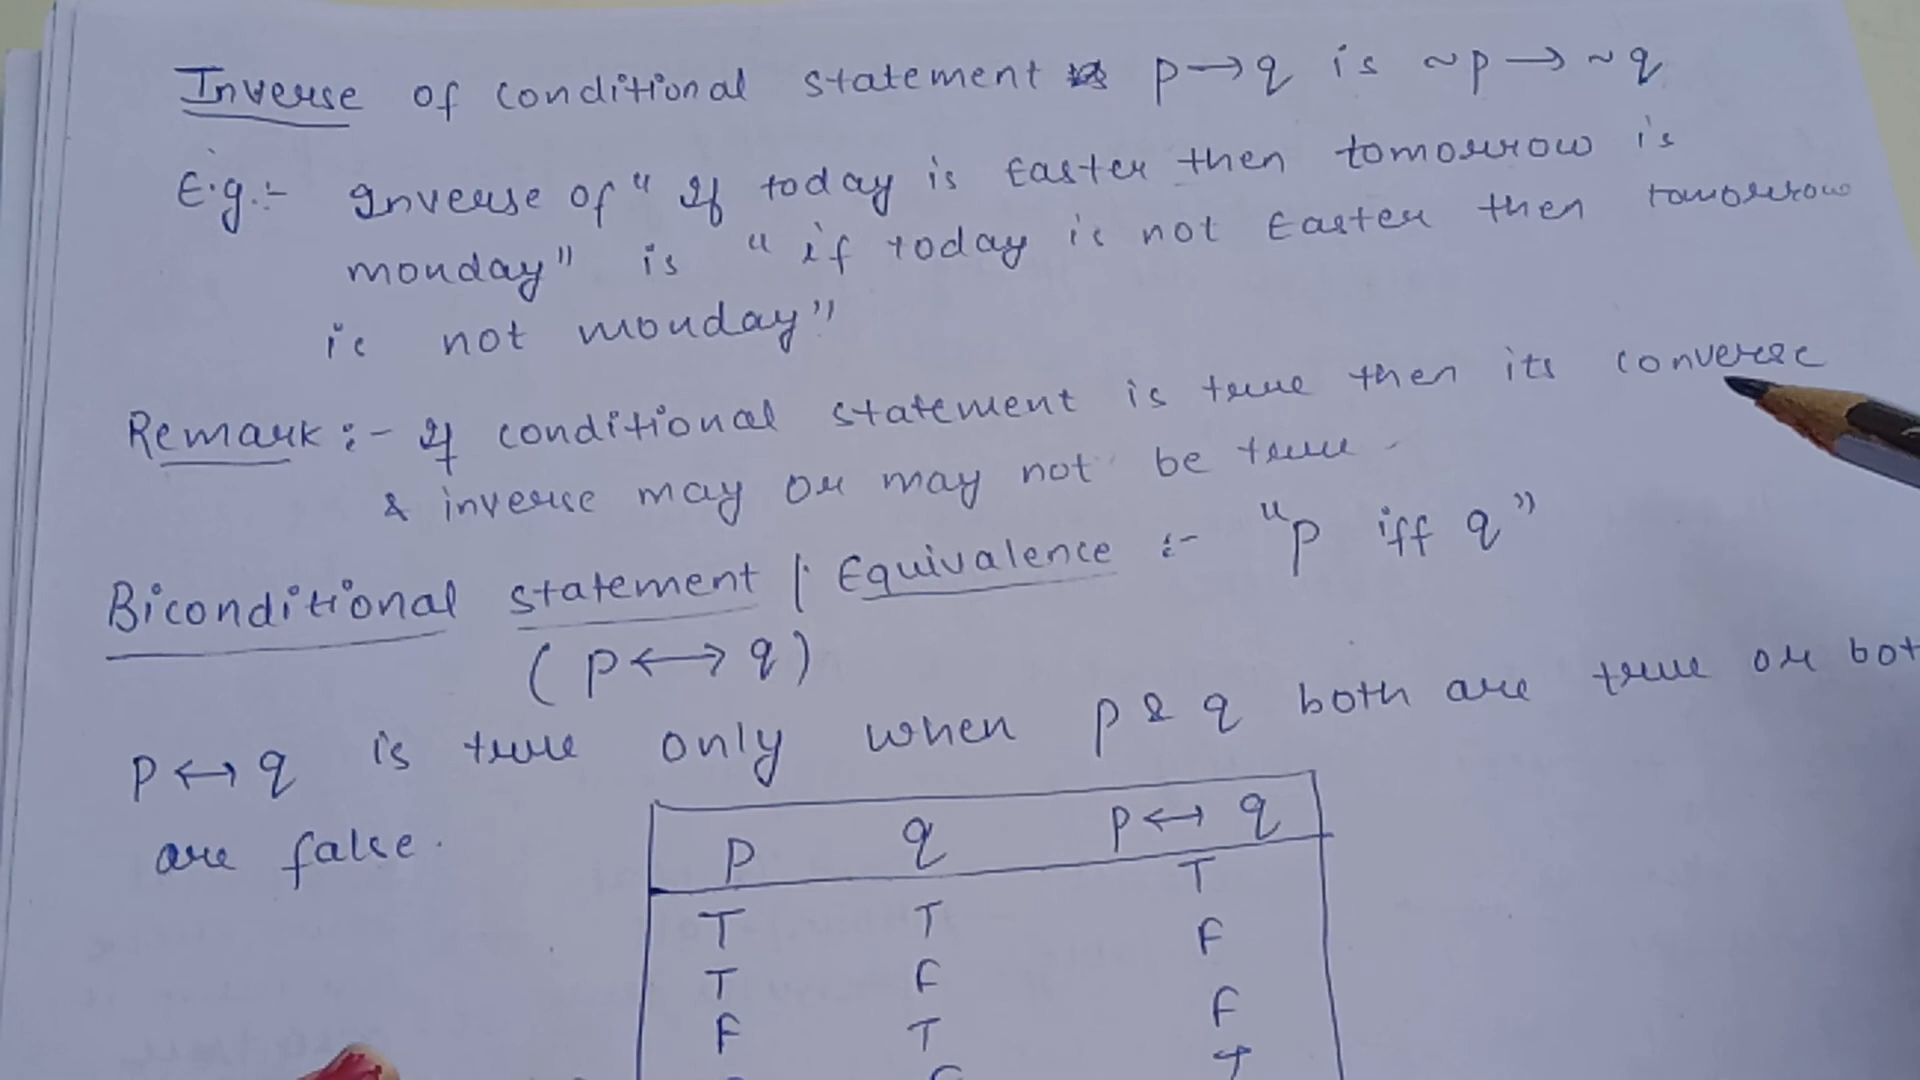 Inverse of conditional statement p → q is ~p → ~q
E.g.:- Inverse of "If today is Easter then tomorrow is
monday" is "if today is not Easter then tomorrow
is not monday"
Remark :- If conditional statement is true then its converse
& inverse may or may not be true.
Biconditional statement / Equivalence :- "p iff q"
(p ↔ q)
p ↔ q is true only when p & q both are true or bot
are false.
p q p ↔ q
T T T
T F F
F T F
T